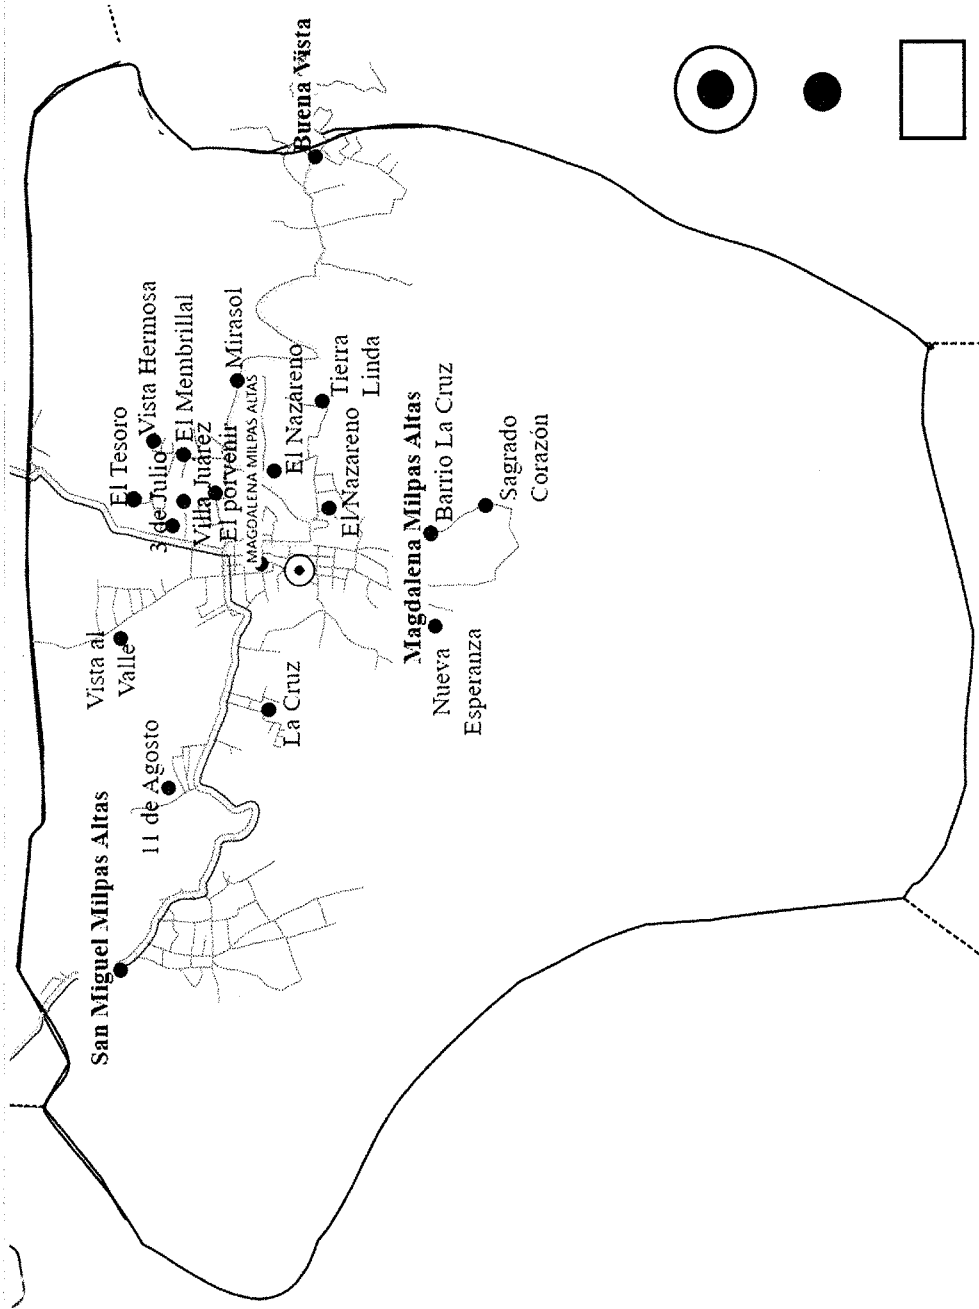 San Miguel Milpas Altas
11 de Agosto
Vista al
Valle
La Cruz
El Tesoro
Vista Hermosa
3 de Julio
El Membrillal
Villa Juárez
El porvenir
Mirasol
MAGDALENA MILPAS ALTAS
El Nazareno
Tierra
Linda
El Nazareno
Buena Vista
Magdalena Milpas Altas
Barrio La Cruz
Nueva
Esperanza
Sagrado
Corazón